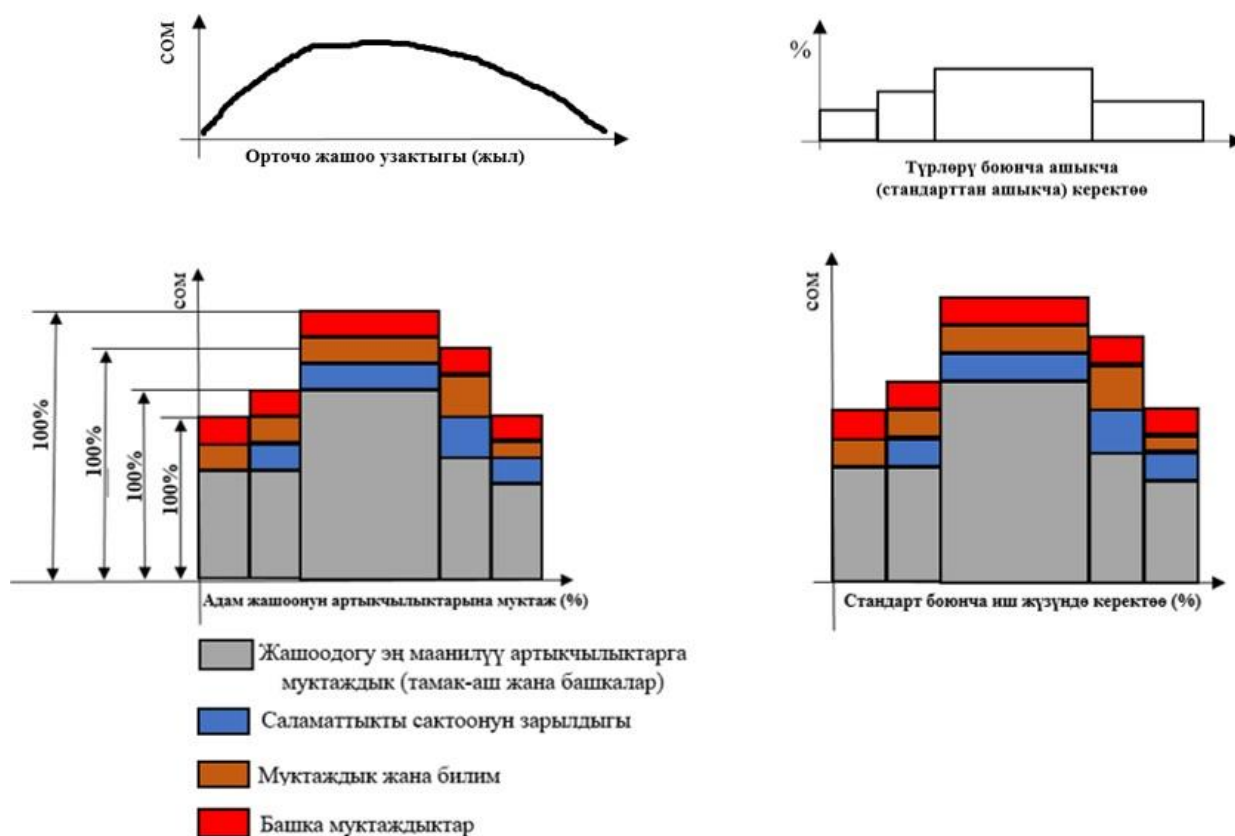 сом
Орточо жашоо узактыгы (жыл)
%
Түрлөрү боюнча ашыкча
(стандарттан ашыкча) керектөө
сом
100%
100%
100%
100%
Адам жашоонун артыкчылыктарына муктаж (%)
сом
Стандарт боюнча иш жүзүндө керектөө (%)
Жашоодогу эң маанилүү артыкчылыктарга
муктаждык (тамак-аш жана башкалар)
Саламаттыкты сактоонун зарылдыгы
Муктаждык жана билим
Башка муктаждыктар